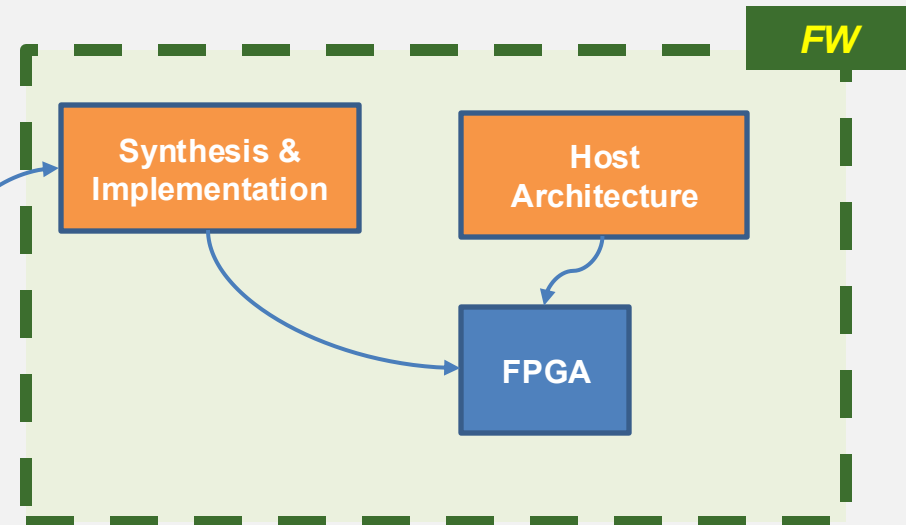 FW
Synthesis &
Implementation
Host
Architecture
FPGA